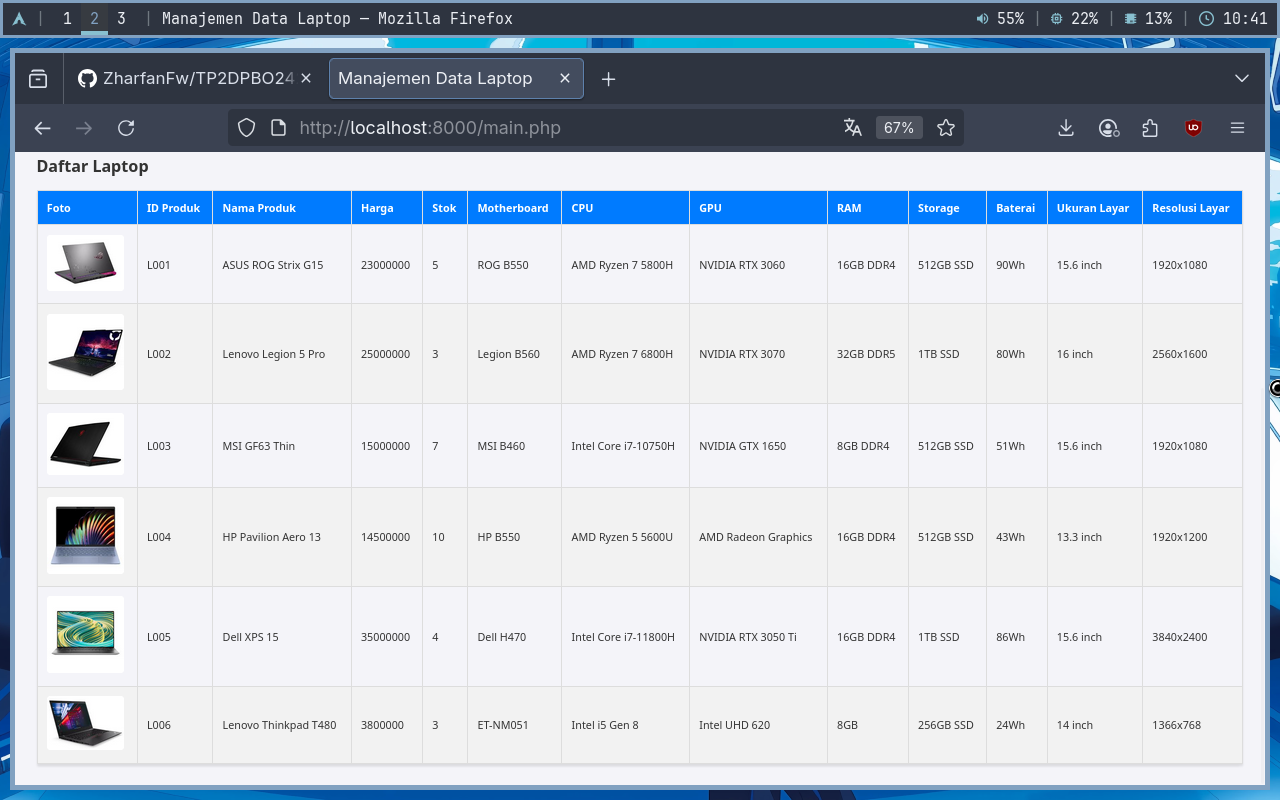 1 2 3 Manajemen Data Laptop — Mozilla Firefox 55% 22% 13% 10:41
ZharfanFw/TP2DPBO24 Manajemen Data Laptop
http://localhost:8000/main.php 67%
Daftar Laptop
Foto ID Produk Nama Produk Harga Stok Motherboard CPU GPU RAM Storage Baterai Ukuran Layar Resolusi Layar
L001 ASUS ROG Strix G15 23000000 5 ROG B550 AMD Ryzen 7 5800H NVIDIA RTX 3060 16GB DDR4 512GB SSD 90Wh 15.6 inch 1920x1080
L002 Lenovo Legion 5 Pro 25000000 3 Legion B560 AMD Ryzen 7 6800H NVIDIA RTX 3070 32GB DDR5 1TB SSD 80Wh 16 inch 2560x1600
L003 MSI GF63 Thin 15000000 7 MSI B460 Intel Core i7-10750H NVIDIA GTX 1650 8GB DDR4 512GB SSD 51Wh 15.6 inch 1920x1080
L004 HP Pavilion Aero 13 14500000 10 HP B550 AMD Ryzen 5 5600U AMD Radeon Graphics 16GB DDR4 512GB SSD 43Wh 13.3 inch 1920x1200
L005 Dell XPS 15 35000000 4 Dell H470 Intel Core i7-11800H NVIDIA RTX 3050 Ti 16GB DDR4 1TB SSD 86Wh 15.6 inch 3840x2400
L006 Lenovo Thinkpad T480 3800000 3 ET-NM051 Intel i5 Gen 8 Intel UHD 620 8GB 256GB SSD 24Wh 14 inch 1366x768